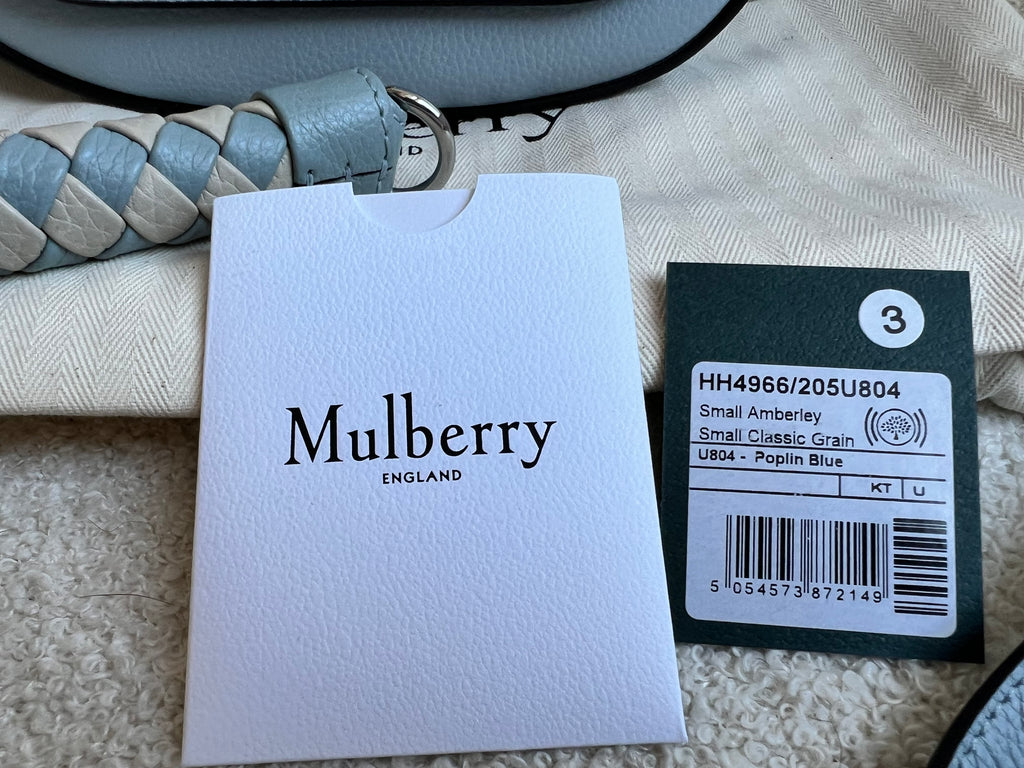 Mulberry
ENGLAND
3
HH4966/205U804
Small Amberley
Small Classic Grain
U804 - Poplin Blue
KT U
5 054573 872149